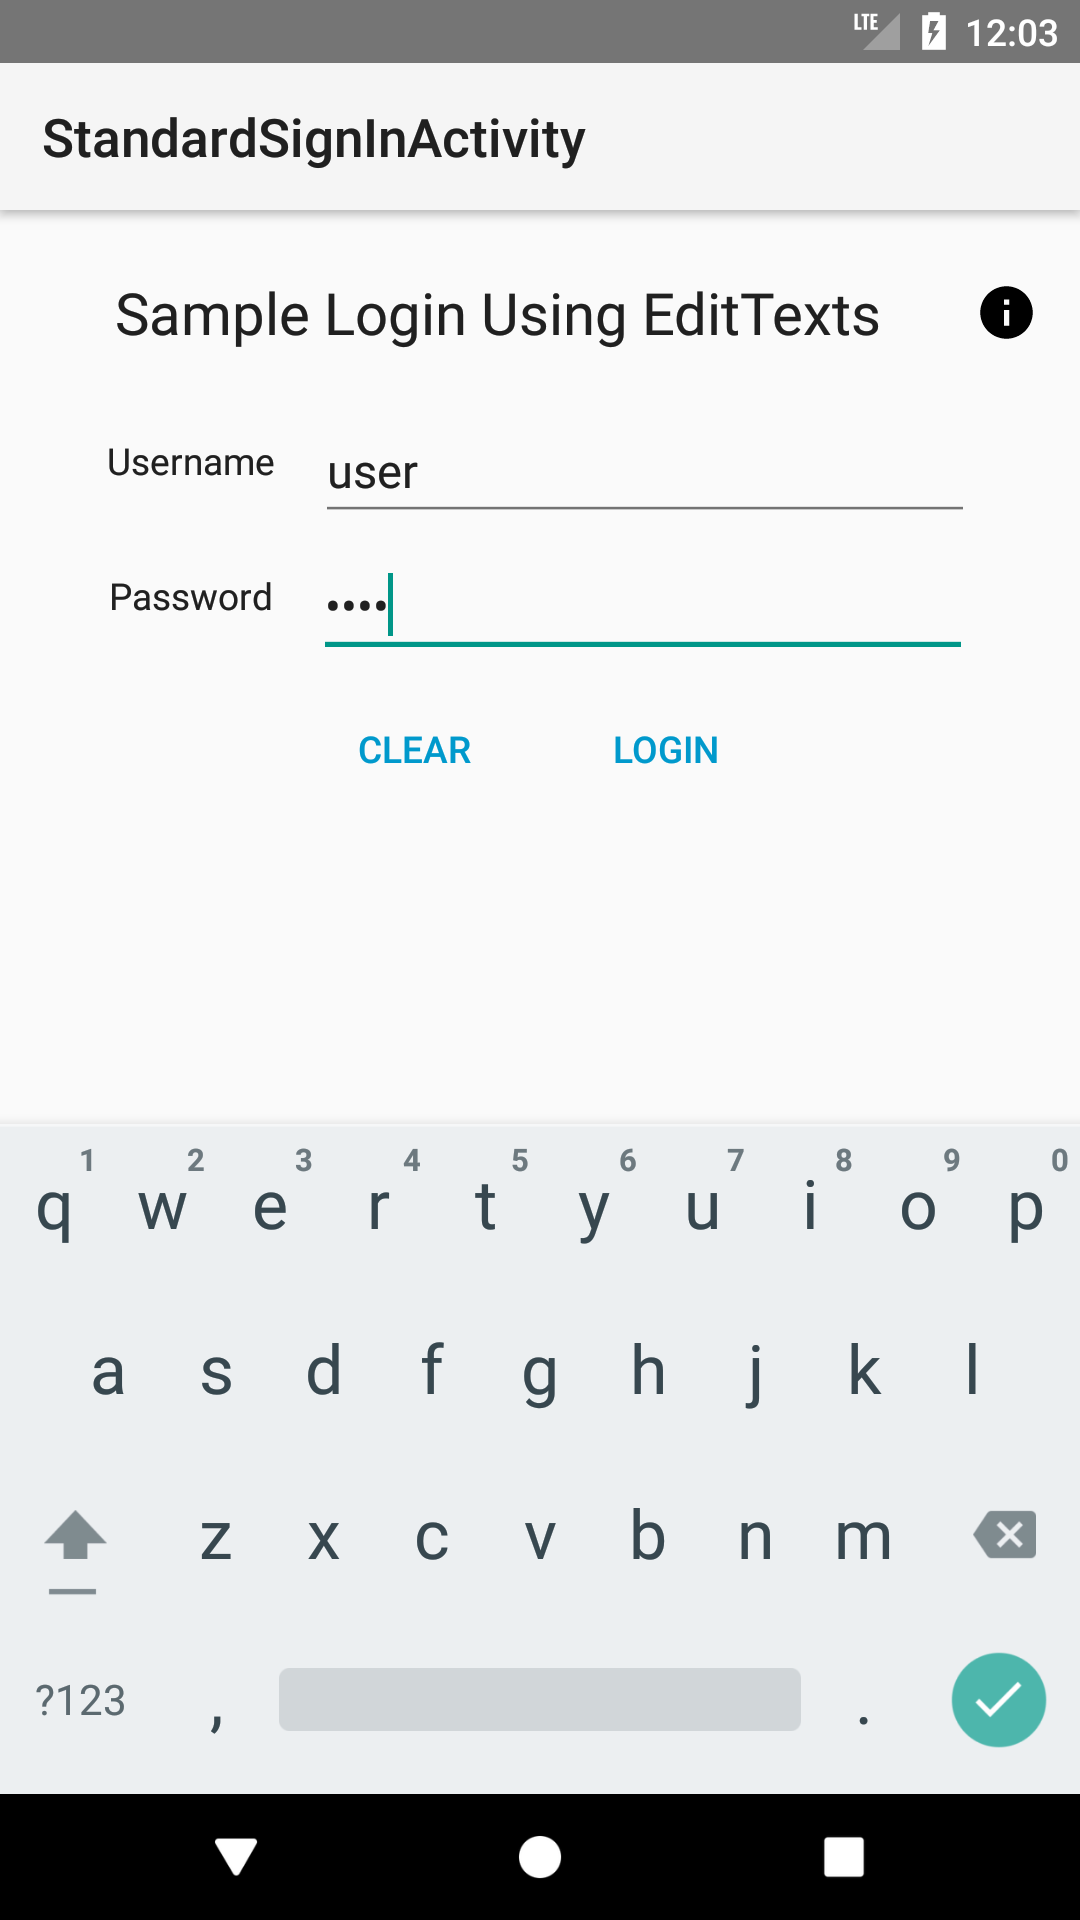 LTE 12:03
StandardSignInActivity
Sample Login Using EditTexts
Username user
Password ••••
CLEAR LOGIN
1 2 3 4 5 6 7 8 9 0
q w e r t y u i o p
a s d f g h j k l
z x c v b n m
?123 , .